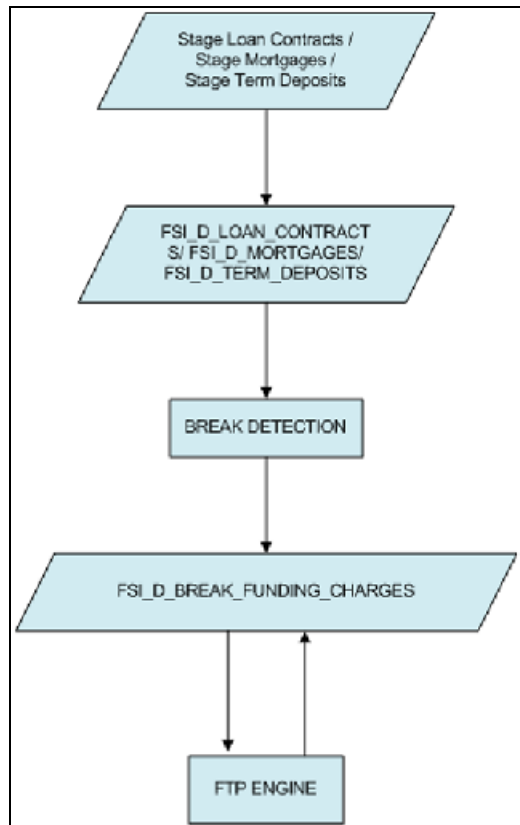 Stage Loan Contracts /
Stage Mortgages /
Stage Term Deposits
FSI_D_LOAN_CONTRACT
S/ FSI_D_MORTGAGES/
FSI_D_TERM_DEPOSITS
BREAK DETECTION
FSI_D_BREAK_FUNDING_CHARGES
FTP ENGINE